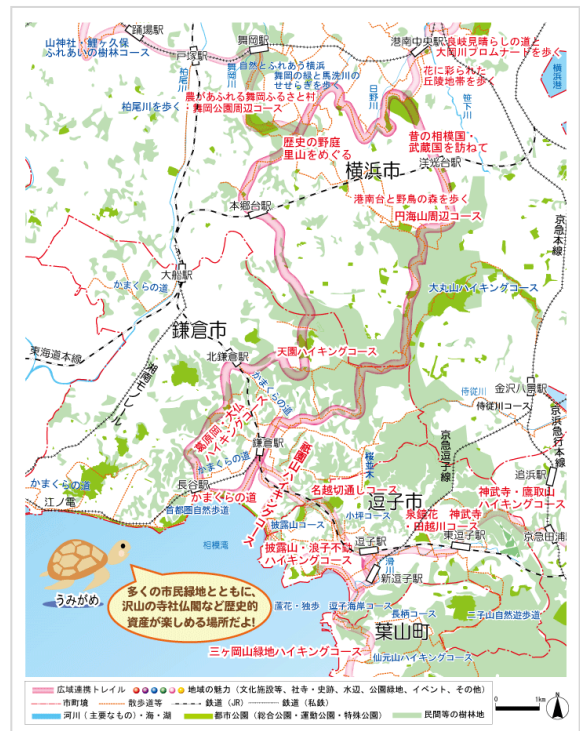 踊場駅
舞岡駅
港南中央駅
良岐見晴らしの道と
大岡川プロムナードを歩く
山神社・鯉ヶ久保
ふれあいの樹林コース
戸塚駅
自然とふれあう横浜
舞岡の緑と馬洗川の
せせらぎを歩く
舞岡川
柏尾川
花に彩られた
丘陵地帯を歩く
横浜港
日野川
笹下川
農があふれる舞岡ふるさと村
・舞岡公園周辺コース
柏尾川を歩く
歴史の野庭
里山をめぐる
昔の相模国・
武蔵国を訪ねて
洋光台駅
横浜市
本郷台駅
港南台と野鳥の森を歩く
円海山周辺コース
京急本線
大船駅
かまくらの道
大丸山ハイキングコース
鎌倉市
東海道本線
湘南モノレール
北鎌倉駅
天園ハイキングコース
かまくらの道
金沢八景駅
侍従川
侍従川コース
葛原岡・大仏
ハイキングコース
鎌倉駅
祇園山ハイキングコース
桜並木
京急逗子線
京浜急行本線
追浜駅
かまくらの道
長谷駅
かまくらの道
江ノ電
かまくらの道
首都圏自然歩道
名越切通しコース
逗子市
神武寺・鷹取山
ハイキングコース
小坪コース
泉鏡花
・田越川コース
神武寺
東逗子駅
京急田浦
披露山コース
逗子駅
相模湾
披露山・浪子不動
ハイキングコース
新逗子駅
滑川
うみがめ
多くの市民緑地とともに、
沢山の寺社仏閣など歴史的
資産が楽しめる場所だよ!
蘆花・独歩
逗子海岸コース
長柄コース
二子山自然遊歩道
葉山町
三ヶ岡山緑地ハイキングコース
仙元山ハイキングコース
広域連携トレイル
地域の魅力（文化施設等、社寺・史跡、水辺、公園緑地、イベント、その他）
市町境
散歩道等
鉄道（JR）
鉄道（私鉄）
0
1km
N
河川（主要なもの）・海・湖
都市公園（総合公園・運動公園・特殊公園）
民間等の樹林地